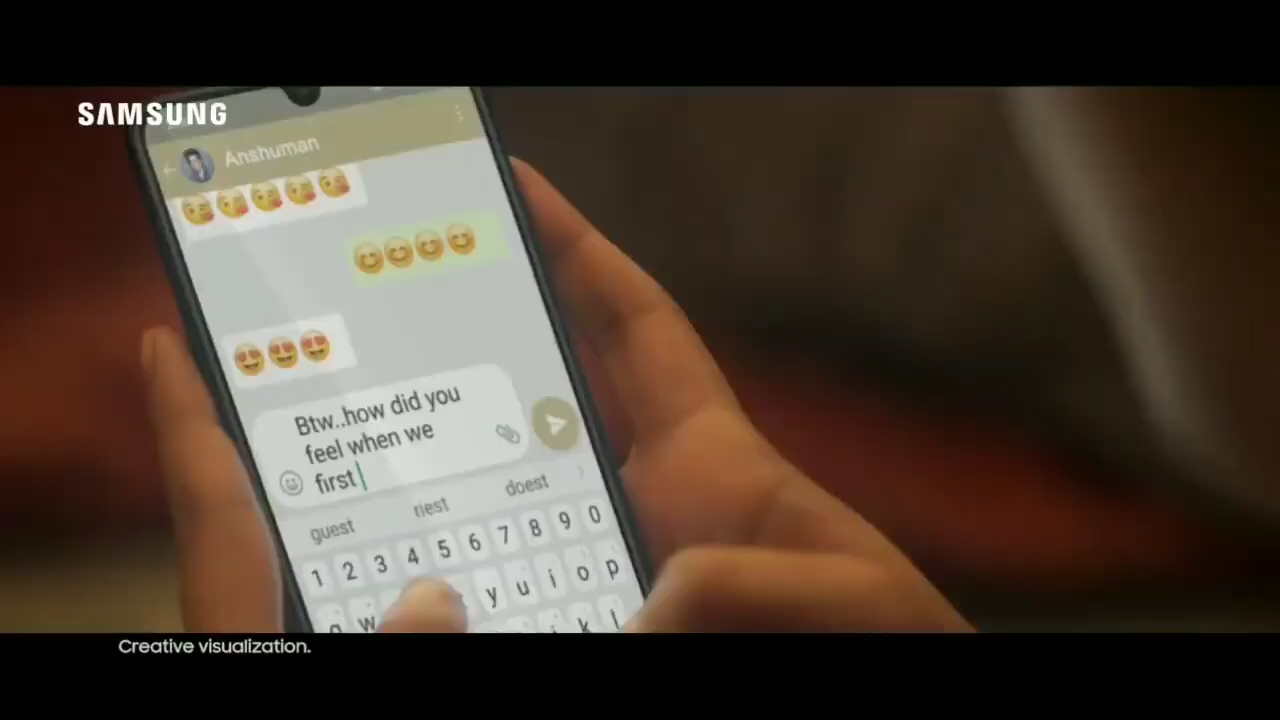 SAMSUNG
Anshuman
Btw..how did you
feel when we
first
guest riest doest
1 2 3 4 5 6 7 8 9 0
q w y u i o p
j k l
Creative visualization.